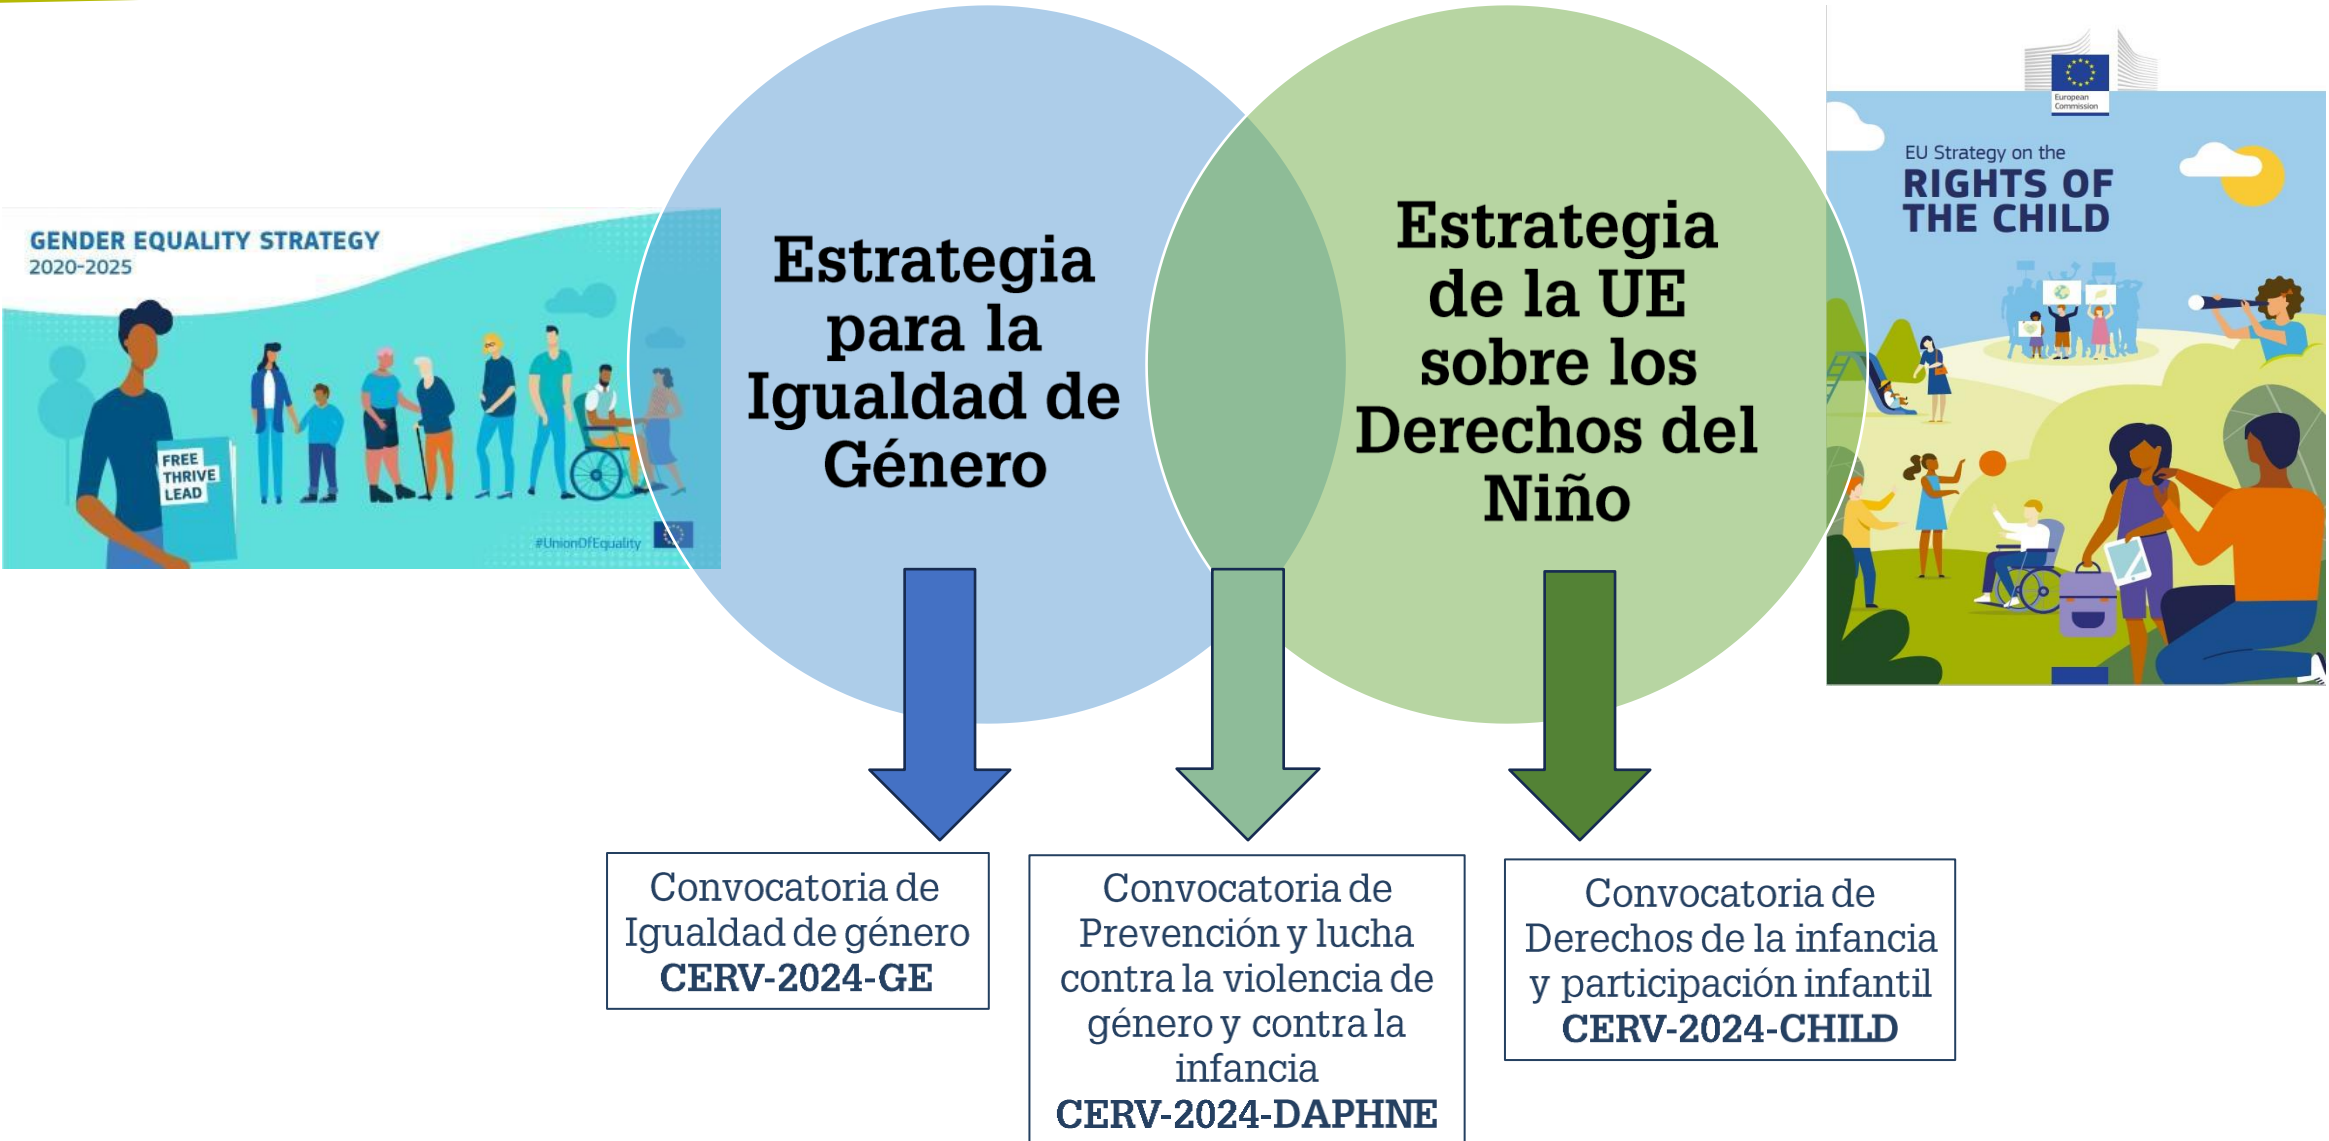 GENDER EQUALITY STRATEGY
2020-2025
FREE
THRIVE
LEAD
#UnionOfEquality
Estrategia
para la
Igualdad de
Género
Estrategia
de la UE
sobre los
Derechos del
Niño
European
Commission
EU Strategy on the
RIGHTS OF
THE CHILD
Convocatoria de
Igualdad de género
CERV-2024-GE
Convocatoria de
Prevención y lucha
contra la violencia de
género y contra la
infancia
CERV-2024-DAPHNE
Convocatoria de
Derechos de la infancia
y participación infantil
CERV-2024-CHILD